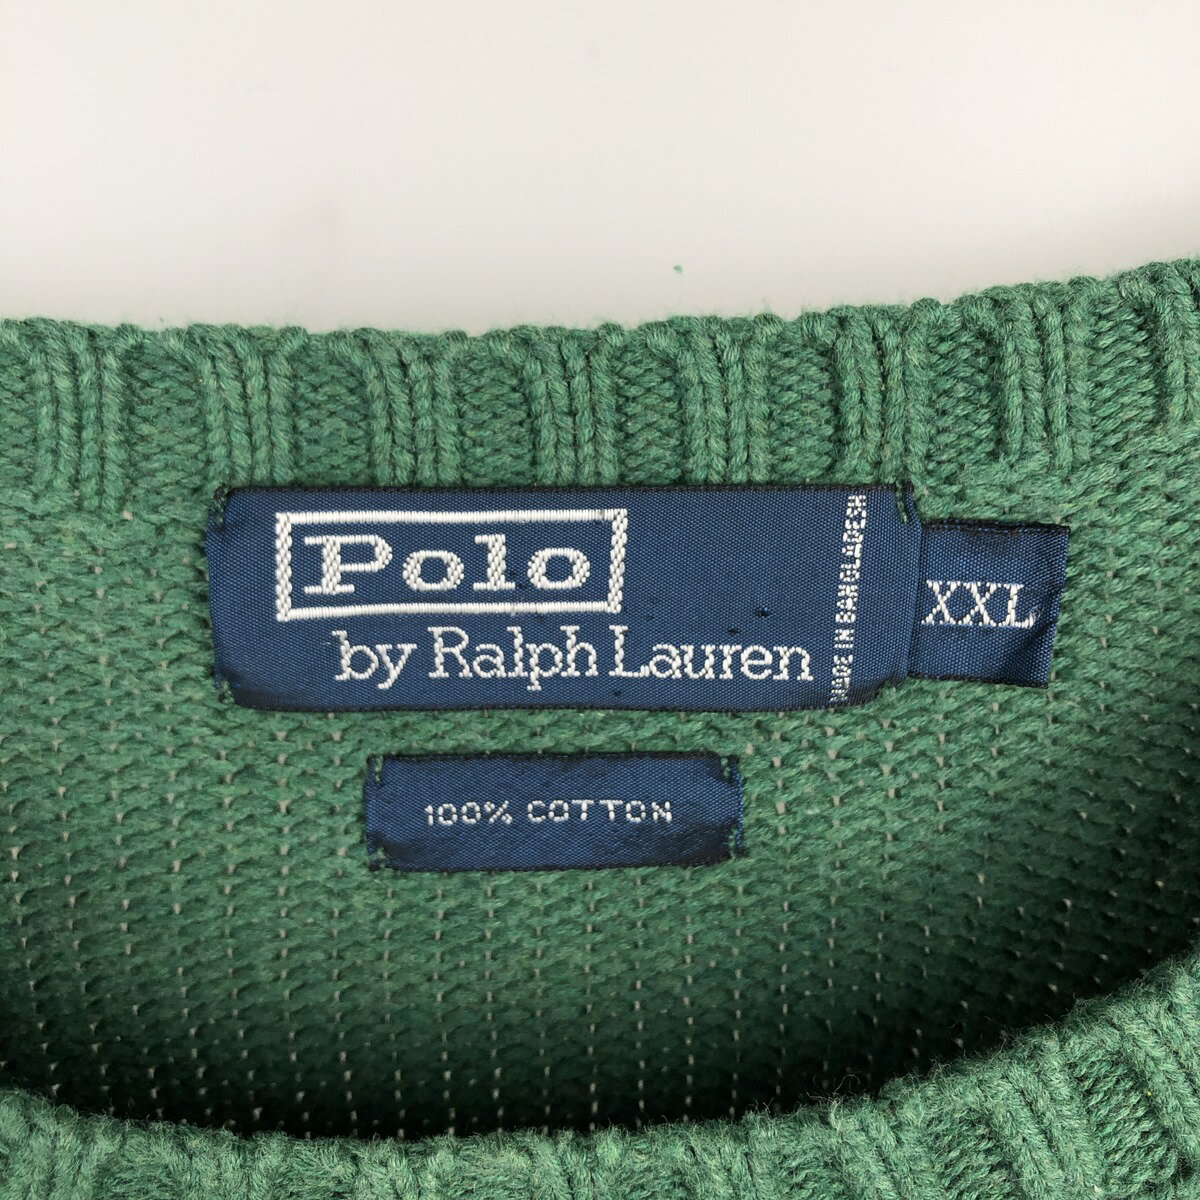 Polo
by Ralph Lauren
MADE IN BANGLADESH
XXL
100% COTTON